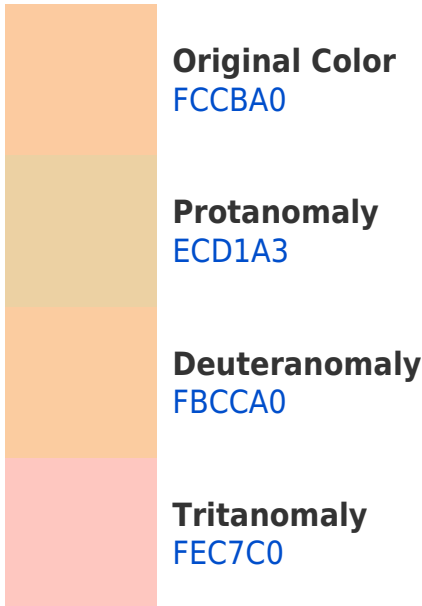 Original Color
FCCBA0
Protanomaly
ECD1A3
Deuteranomaly
FBCCA0
Tritanomaly
FEC7C0